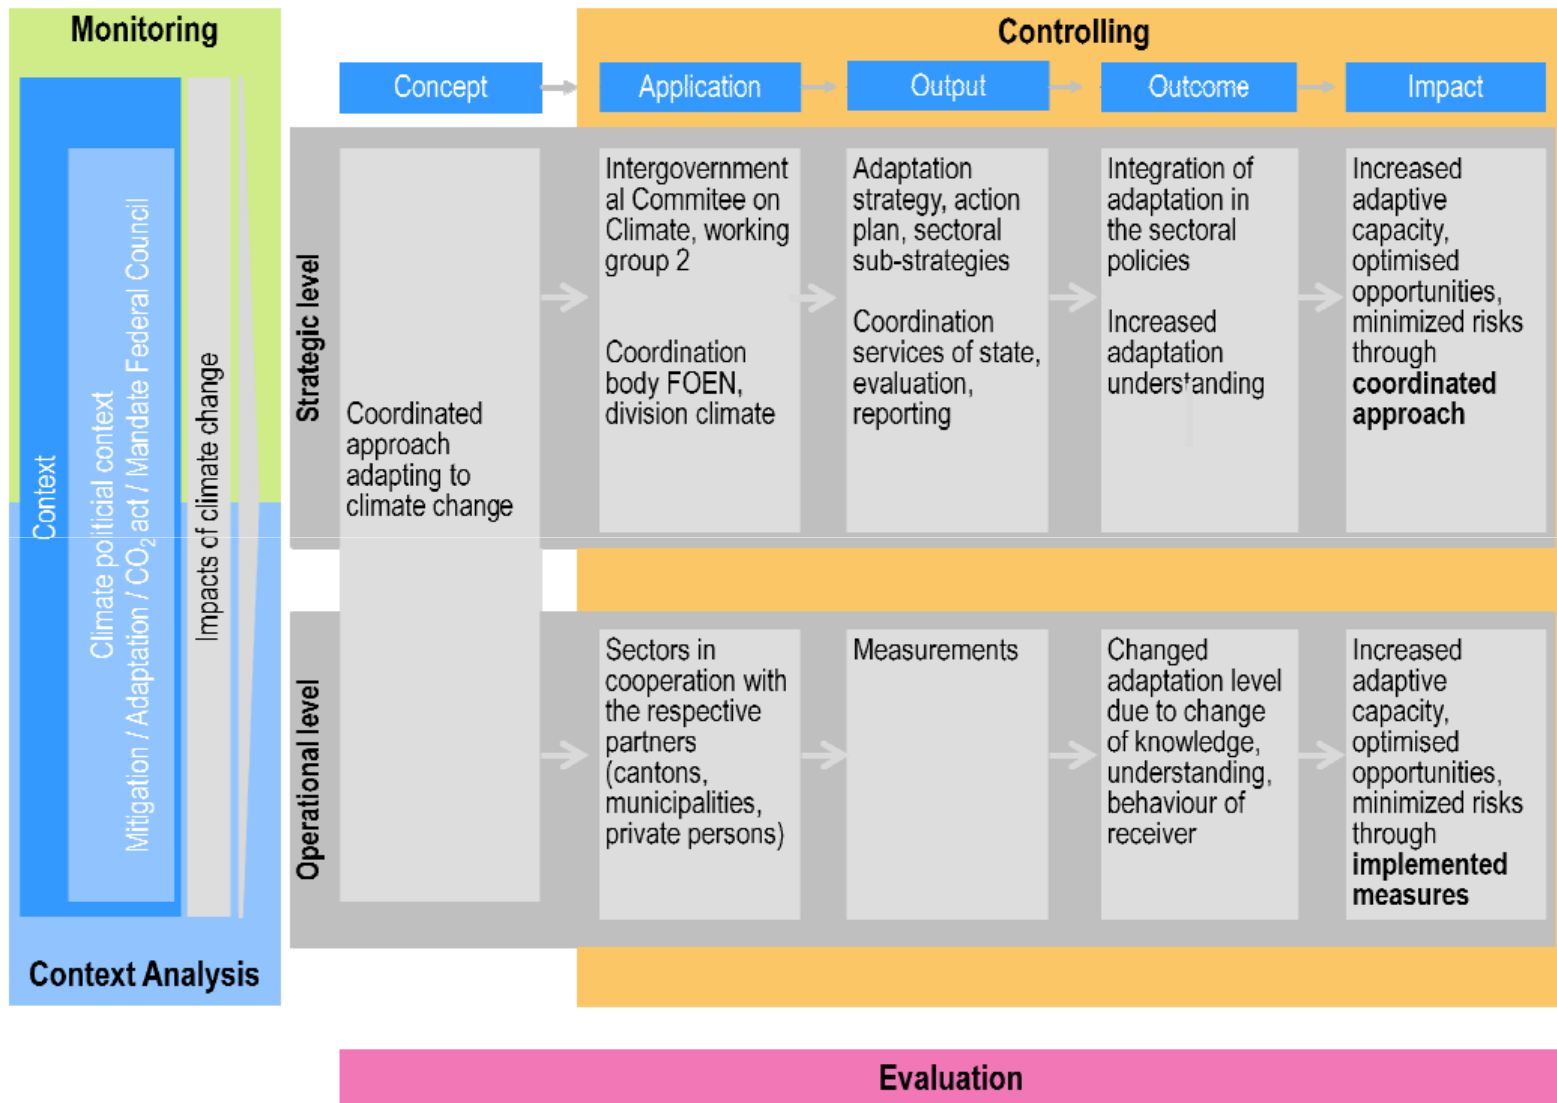 Monitoring
Controlling
Concept
Application
Output
Outcome
Impact
Context
Climate politicial context
Mitigation / Adaptation / CO₂ act / Mandate Federal Council
Impacts of climate change
Strategic level
Coordinated
approach
adapting to
climate change
Intergovernment
al Commitee on
Climate, working
group 2
Coordination
body FOEN,
division climate
Adaptation
strategy, action
plan, sectoral
sub-strategies
Coordination
services of state,
evaluation,
reporting
Integration of
adaptation in
the sectoral
policies
Increased
adaptation
understanding
Increased
adaptive
capacity,
optimised
opportunities,
minimized risks
through
coordinated
approach
Operational level
Sectors in
cooperation with
the respective
partners
(cantons,
municipalities,
private persons)
Measurements
Changed
adaptation level
due to change
of knowledge,
understanding,
behaviour of
receiver
Increased
adaptive
capacity,
optimised
opportunities,
minimized risks
through
implemented
measures
Context Analysis
Evaluation